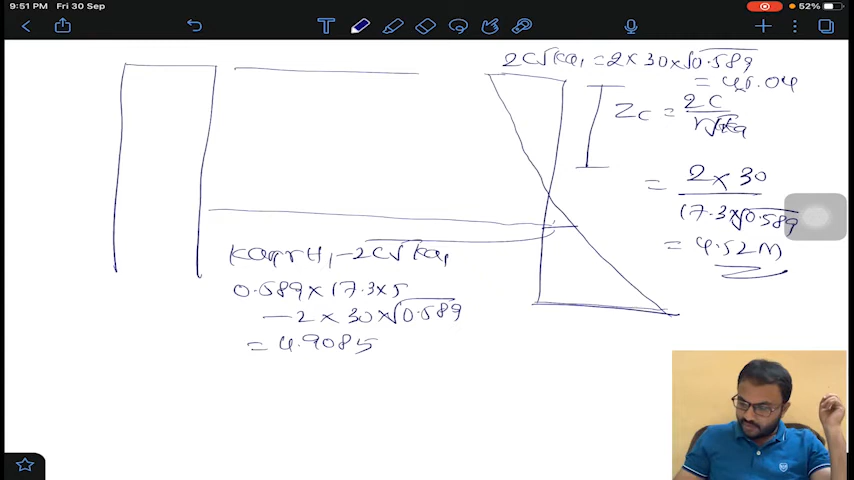 9:51 PM Fri 30 Sep
52%
2C√Ka₁ = 2 × 30 × √0.589
= 46.04
Zc = 2C / r√Ka
= 2 × 30 / 17.3 × √0.589
= 4.52 m
Ka₁ r H₁ - 2C√Ka₁
0.589 × 17.3 × 5
- 2 × 30 × √0.589
= 4.9085